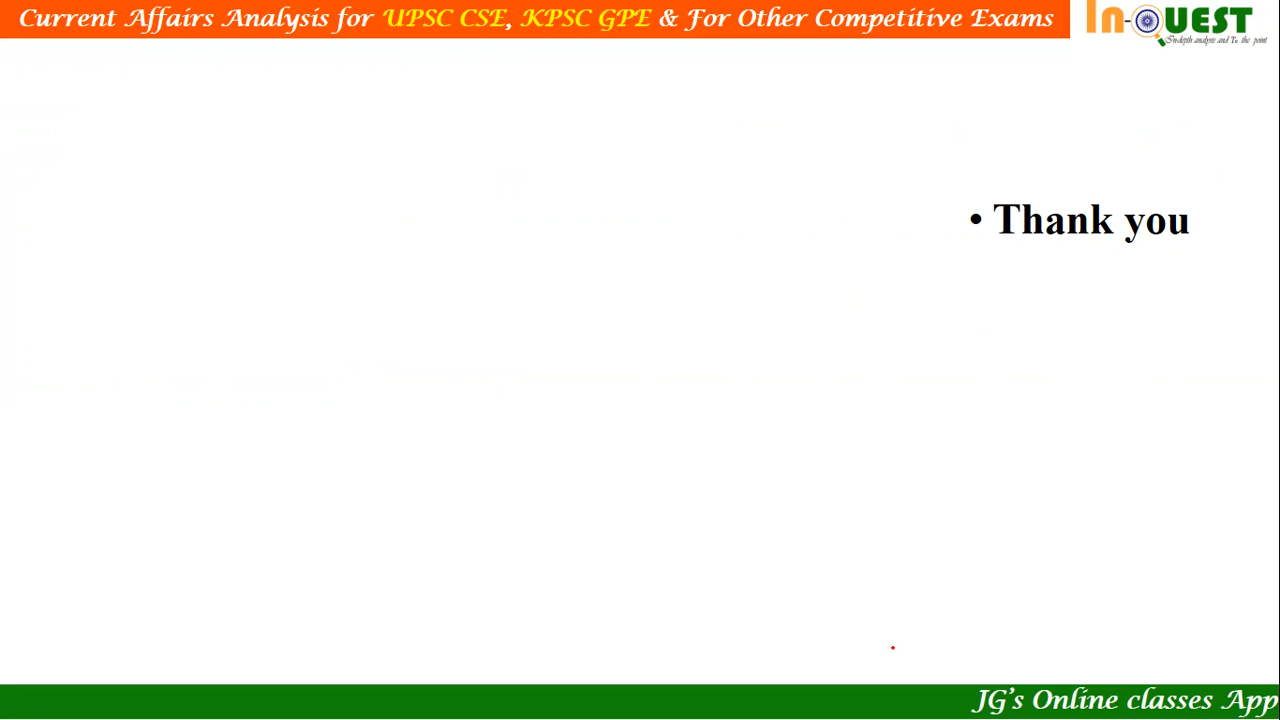 Current Affairs Analysis for UPSC CSE, KPSC GPE & For Other Competitive Exams
In-QUEST
In-depth analysis and To the point
• Thank you
JG's Online classes App